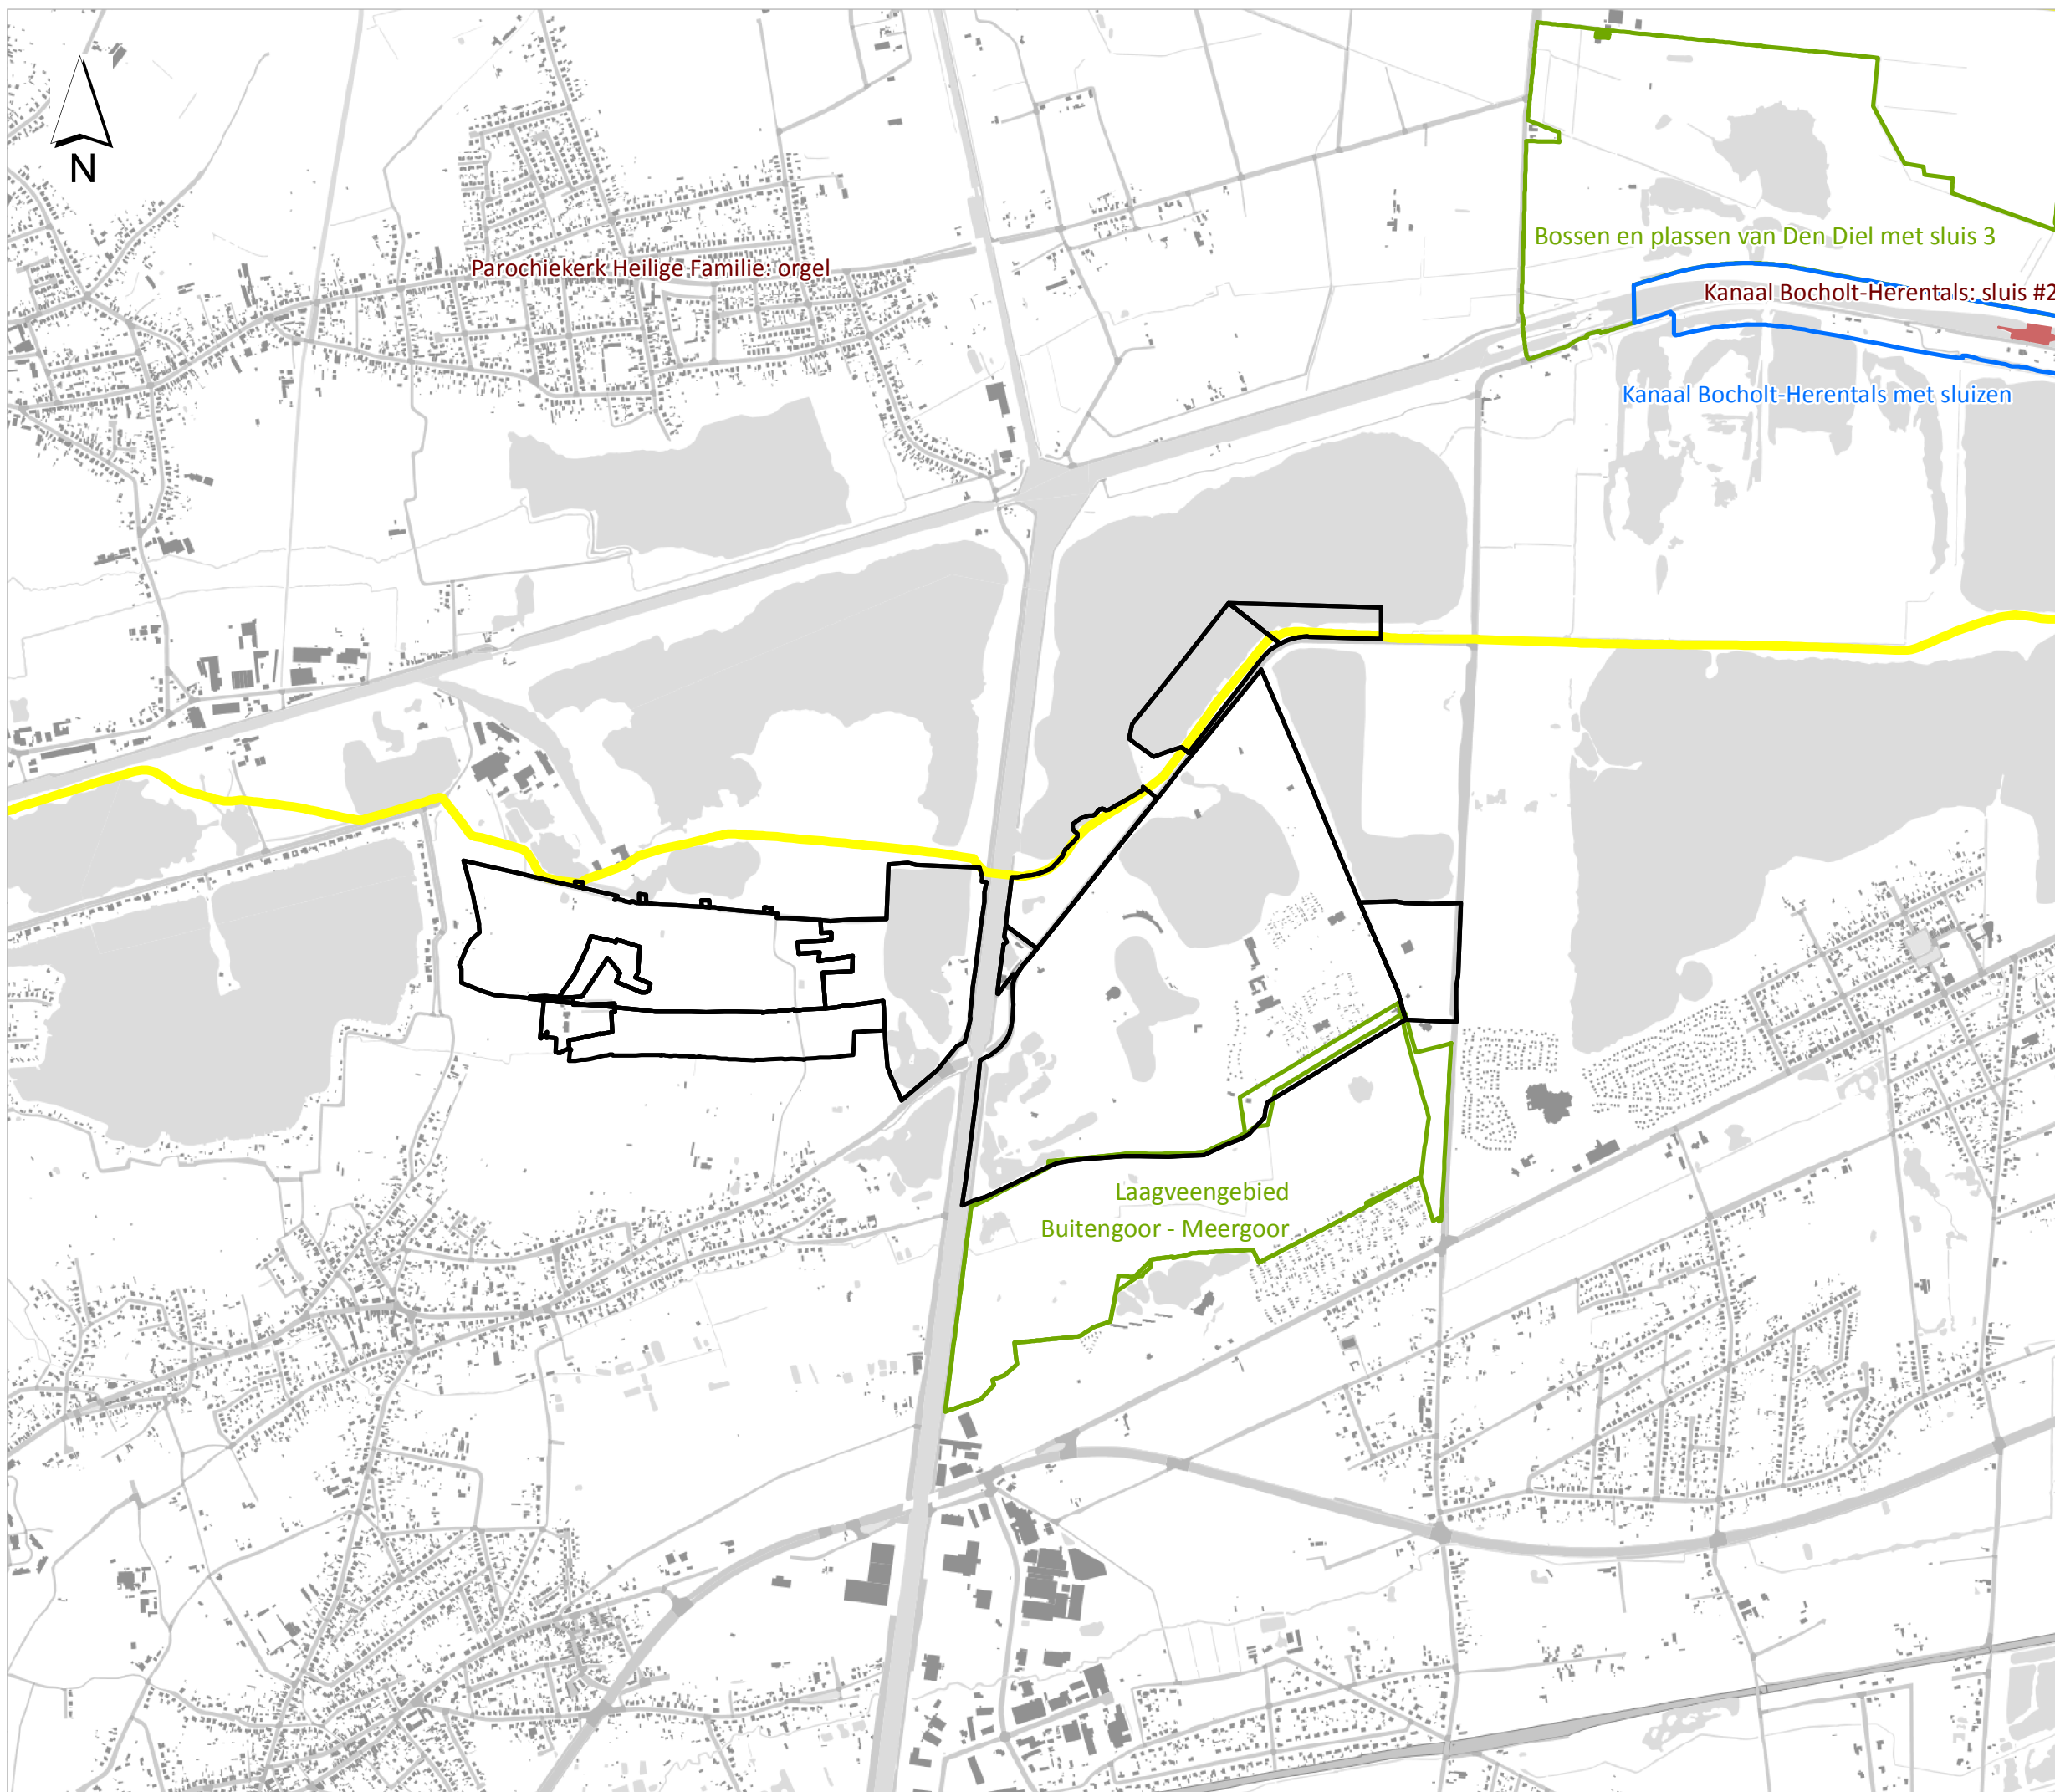 N
Bossen en plassen van Den Diel met sluis 3
Parochiekerk Heilige Familie: orgel
Kanaal Bocholt-Herentals: sluis #2
Kanaal Bocholt-Herentals met sluizen
Laagveengebied
Buitengoor - Meergoor